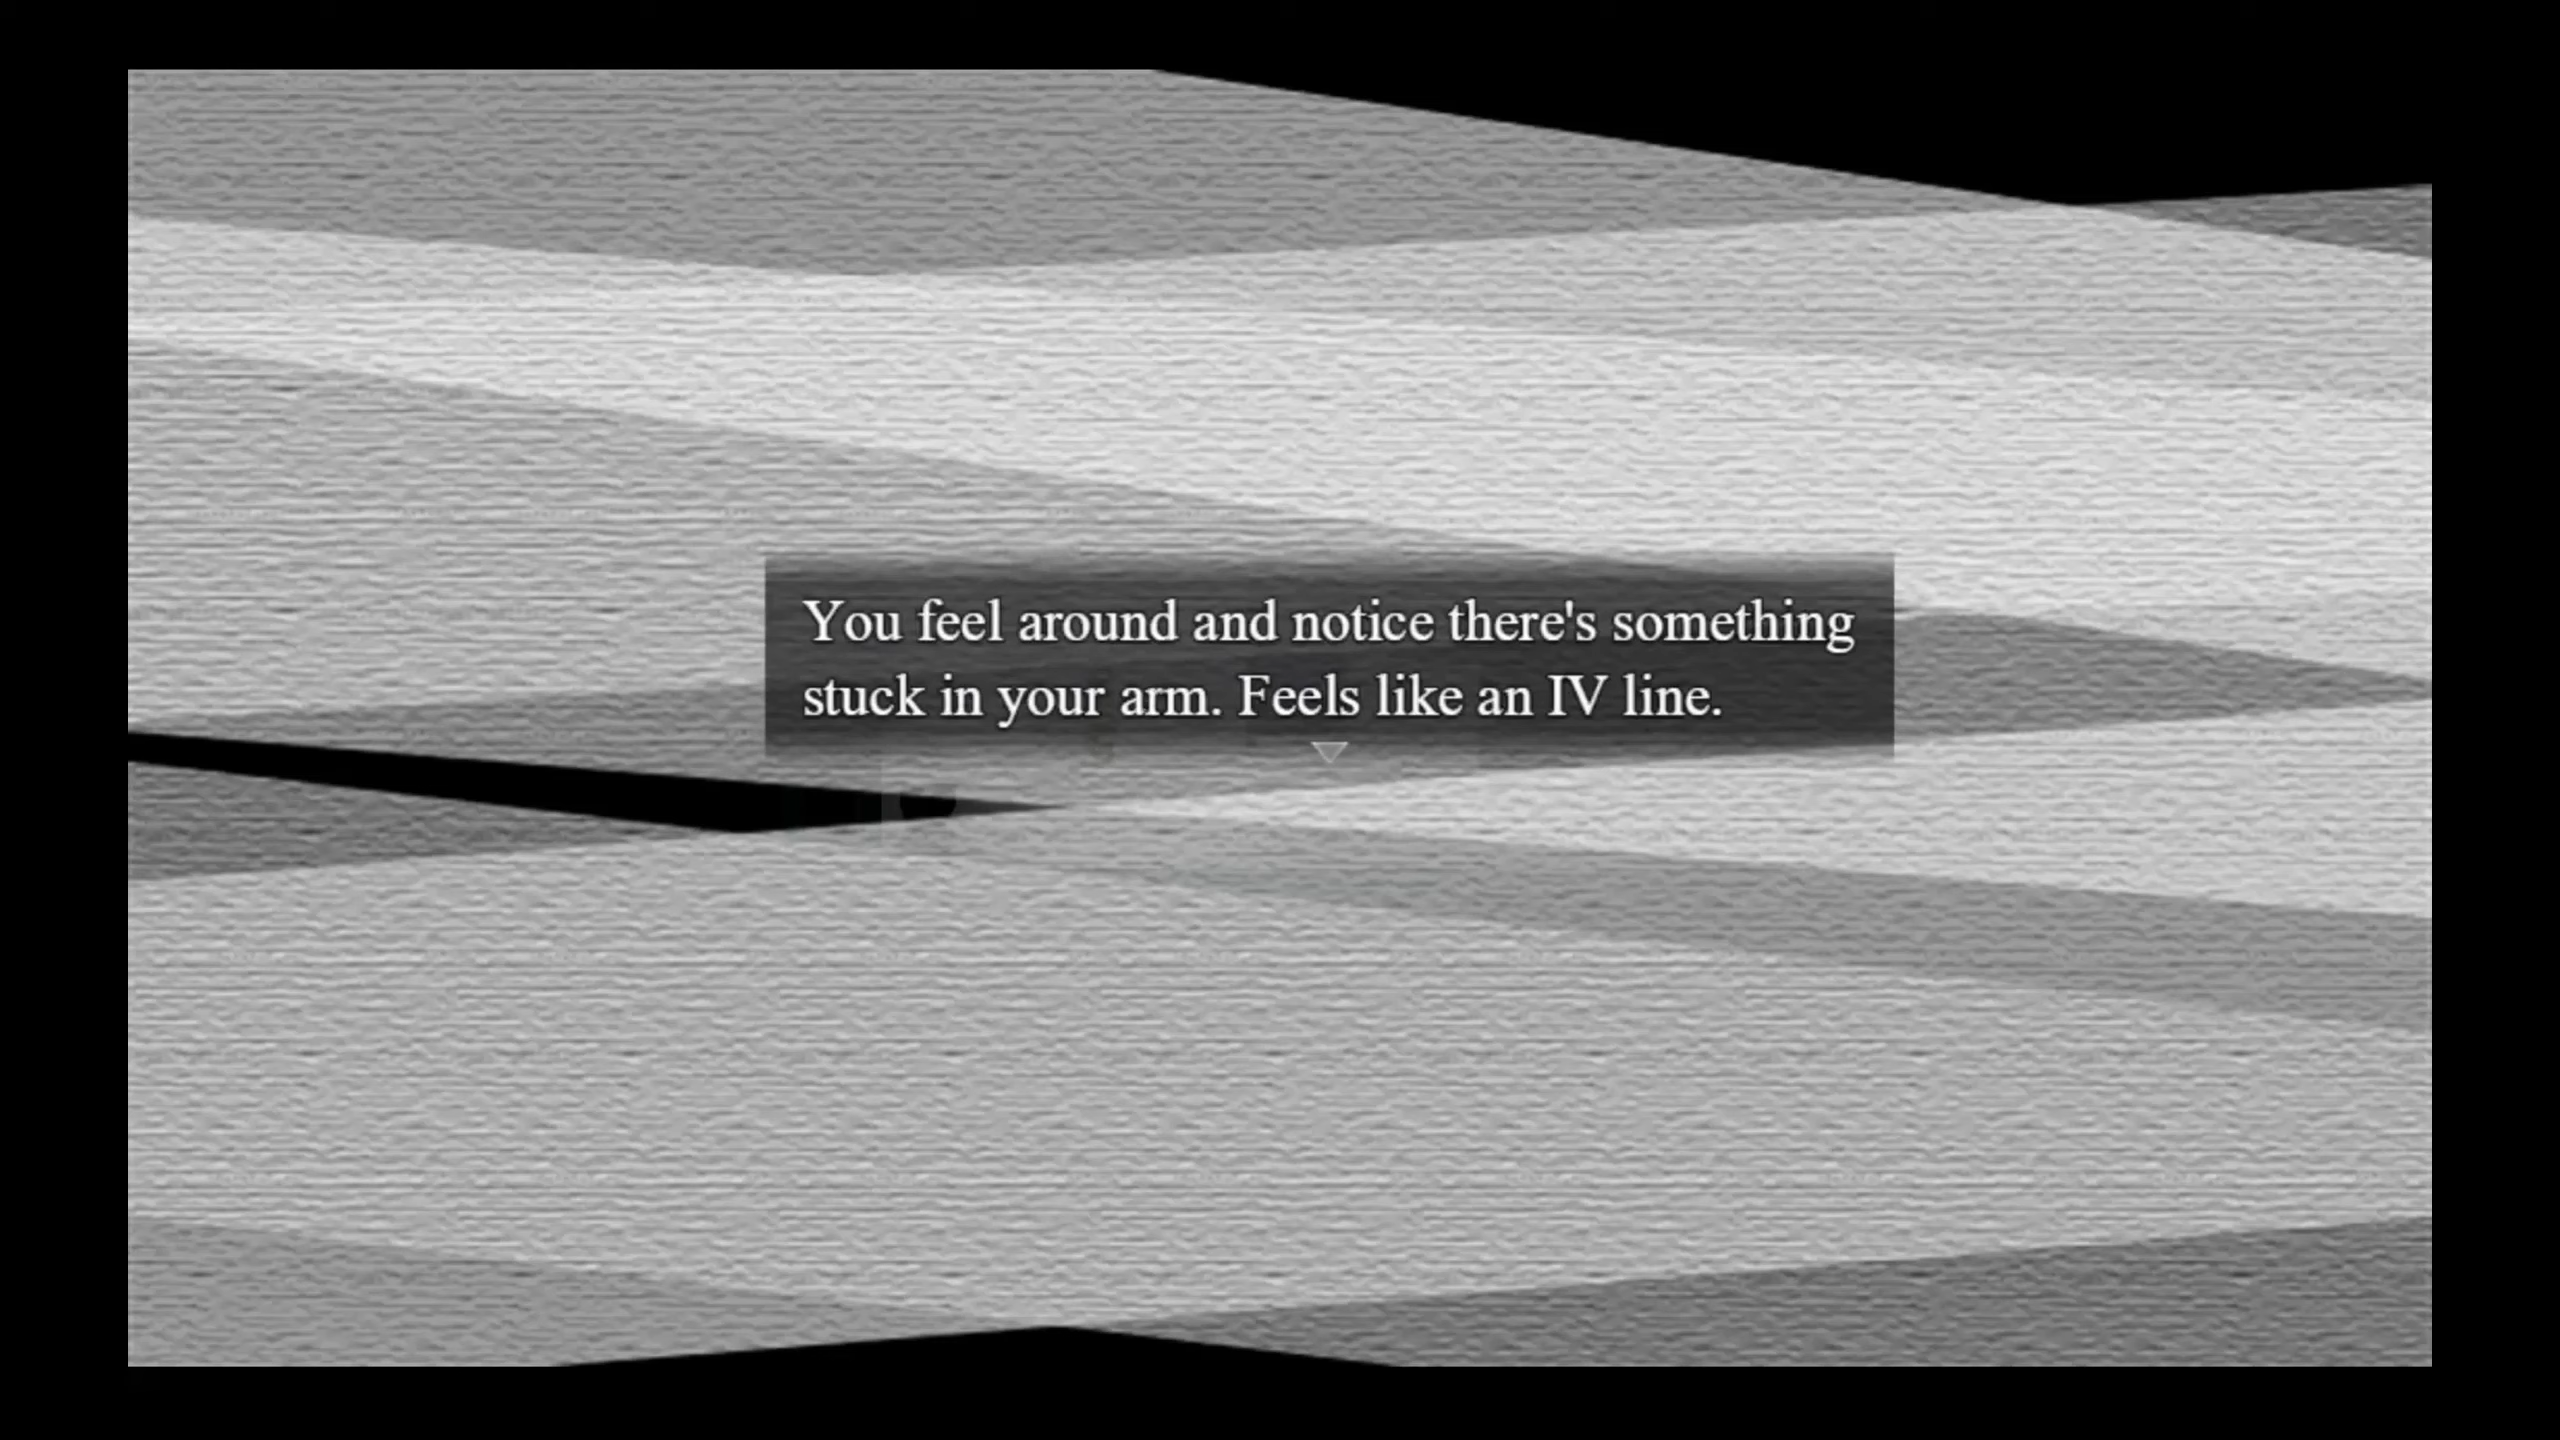 You feel around and notice there's something
stuck in your arm. Feels like an IV line.